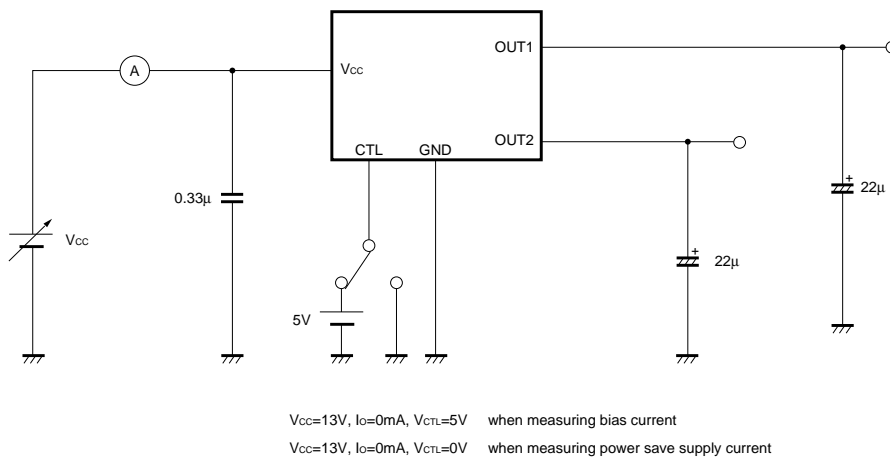 OUT1
A
Vcc
OUT2
CTL GND
0.33μ
+
22μ
Vcc
+
22μ
5V
Vcc=13V, Io=0mA, VCTL=5V when measuring bias current
Vcc=13V, Io=0mA, VCTL=0V when measuring power save supply current